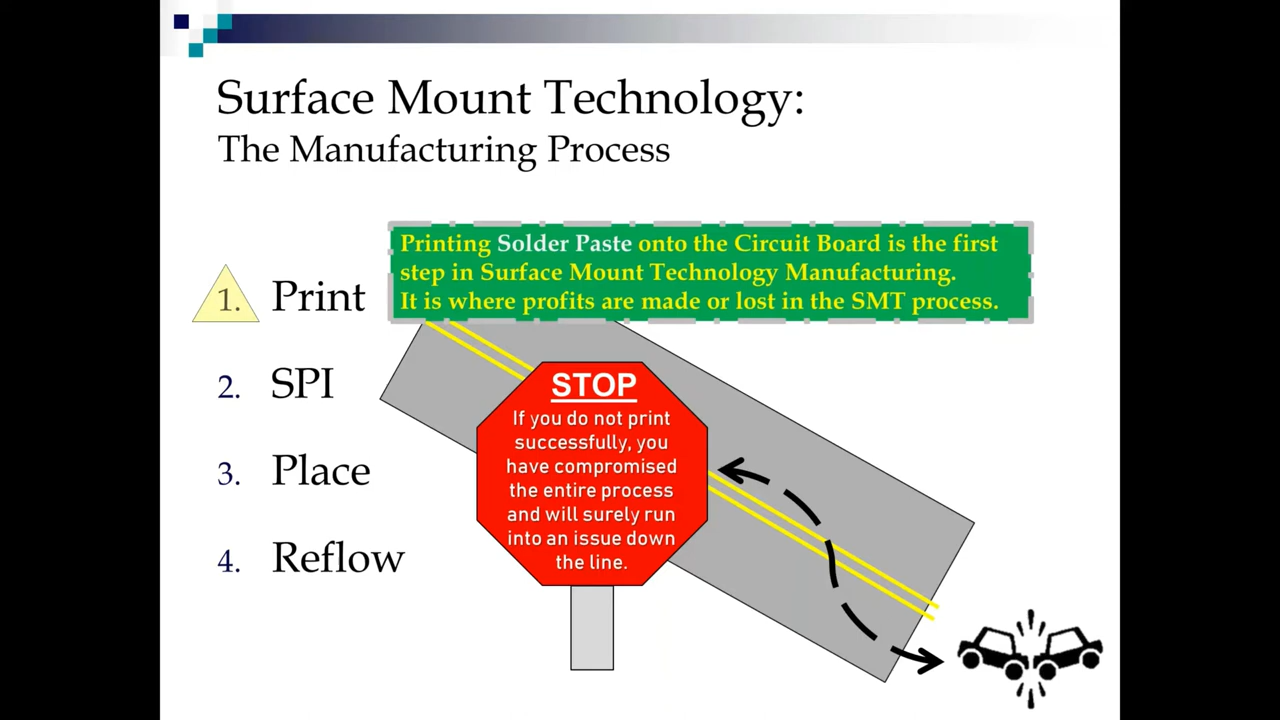 Surface Mount Technology:
The Manufacturing Process
Printing Solder Paste onto the Circuit Board is the first
step in Surface Mount Technology Manufacturing.
It is where profits are made or lost in the SMT process.
1. Print
2. SPI
3. Place
4. Reflow
STOP
If you do not print
successfully, you
have compromised
the entire process
and will surely run
into an issue down
the line.